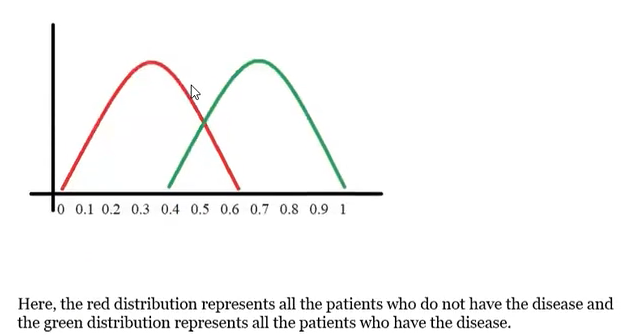 0 0.1 0.2 0.3 0.4 0.5 0.6 0.7 0.8 0.9 1
Here, the red distribution represents all the patients who do not have the disease and
the green distribution represents all the patients who have the disease.